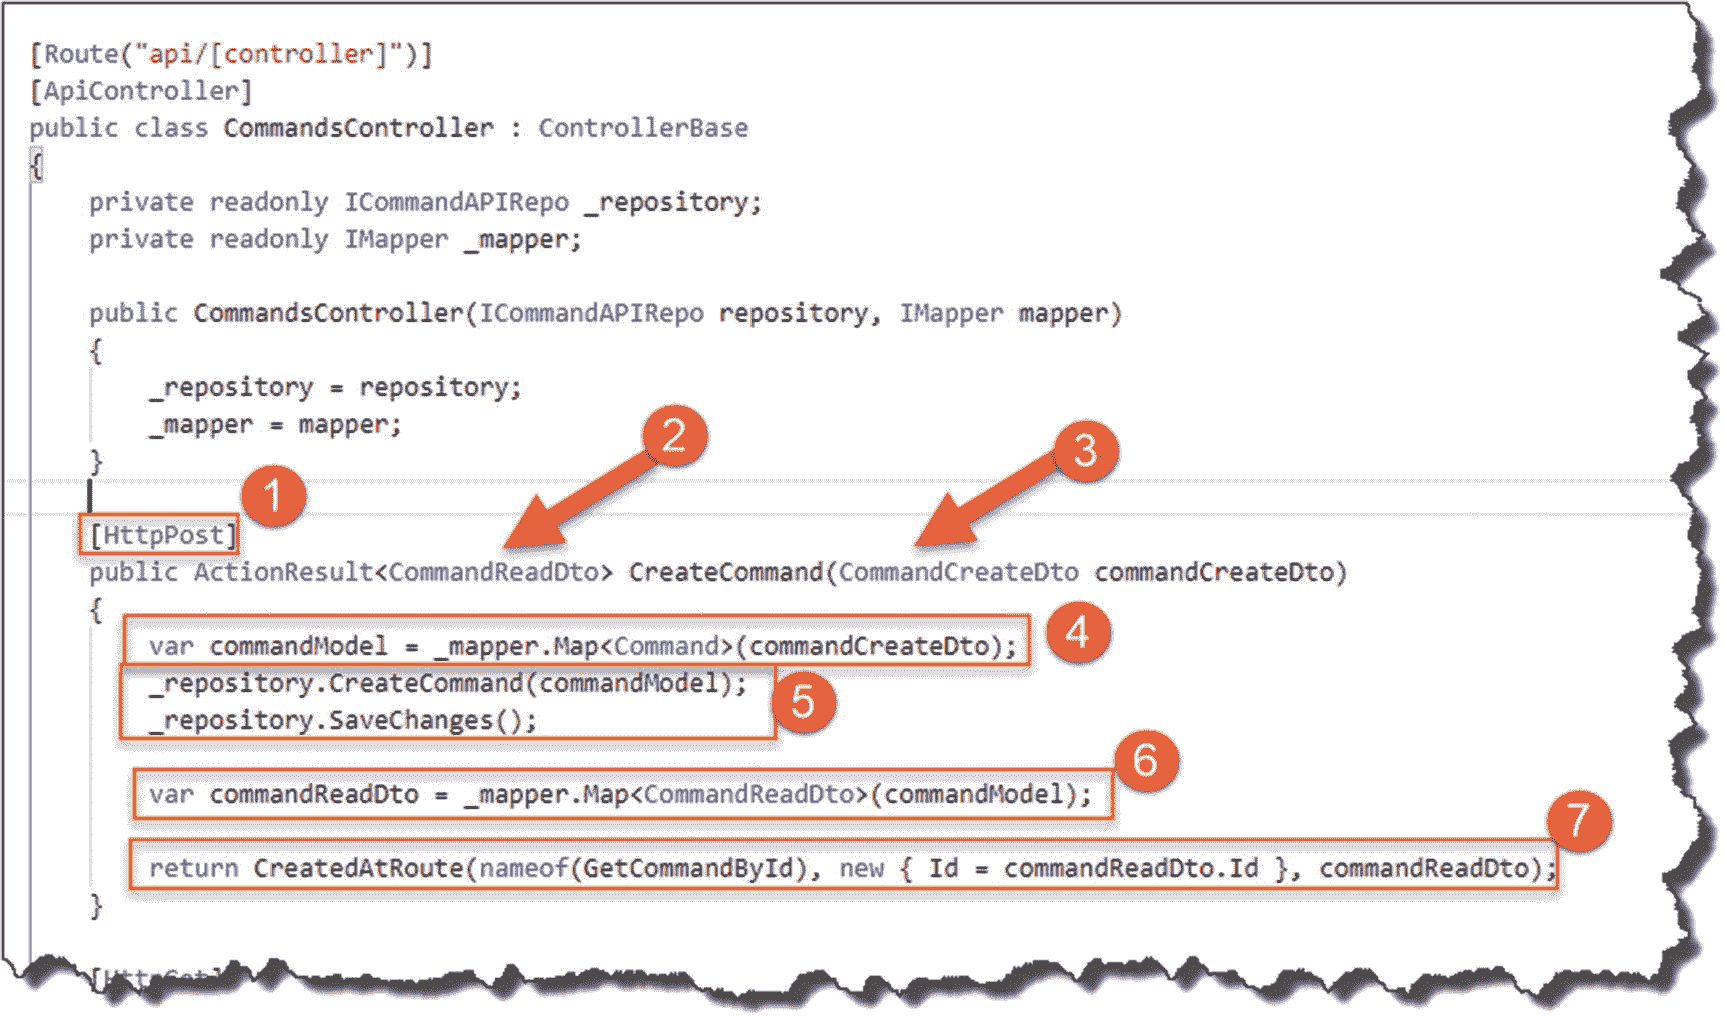 [Route("api/[controller]")]
[ApiController]
public class CommandsController : ControllerBase
{
private readonly ICommandAPIRepo _repository;
private readonly IMapper _mapper;
public CommandsController(ICommandAPIRepo repository, IMapper mapper)
{
_repository = repository;
_mapper = mapper;
}
2
3
1
[HttpPost]
public ActionResult<CommandReadDto> CreateCommand(CommandCreateDto commandCreateDto)
{
var commandModel = _mapper.Map<Command>(commandCreateDto);
4
_repository.CreateCommand(commandModel);
5
_repository.SaveChanges();
6
var commandReadDto = _mapper.Map<CommandReadDto>(commandModel);
7
return CreatedAtRoute(nameof(GetCommandById), new { Id = commandReadDto.Id }, commandReadDto);
}